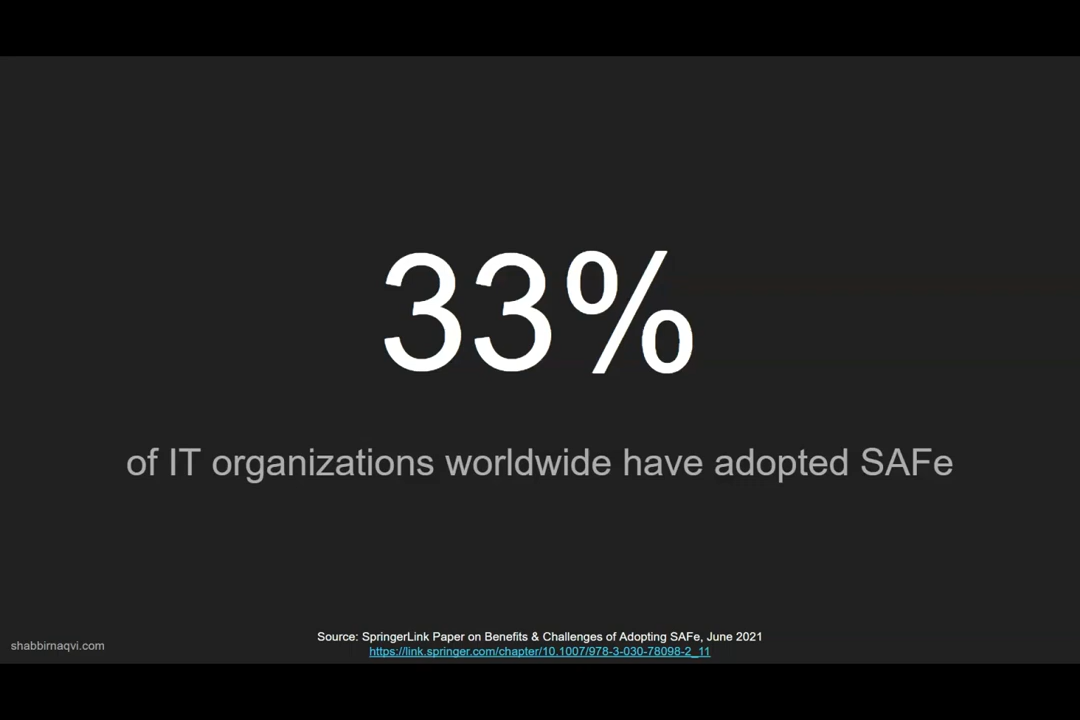 33%
of IT organizations worldwide have adopted SAFe
Source: SpringerLink Paper on Benefits & Challenges of Adopting SAFe, June 2021
shabbirnaqvi.com
https://link.springer.com/chapter/10.1007/978-3-030-78098-2_11